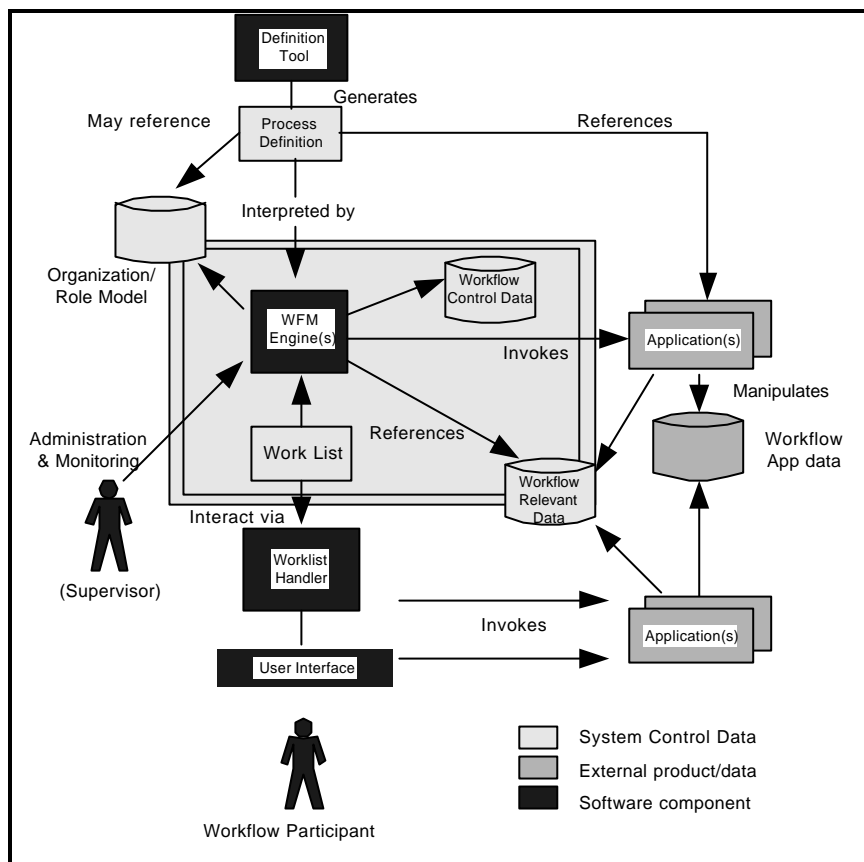 Definition
Tool
Generates
May reference
Process
Definition
References
Interpreted by
Organization/
Role Model
Workflow
Control Data
WFM
Engine(s)
Invokes
Application(s)
Manipulates
Administration
& Monitoring
References
Work List
Workflow
App data
Workflow
Relevant
Data
Interact via
Worklist
Handler
(Supervisor)
Invokes
Application(s)
User Interface
System Control Data
External product/data
Software component
Workflow Participant